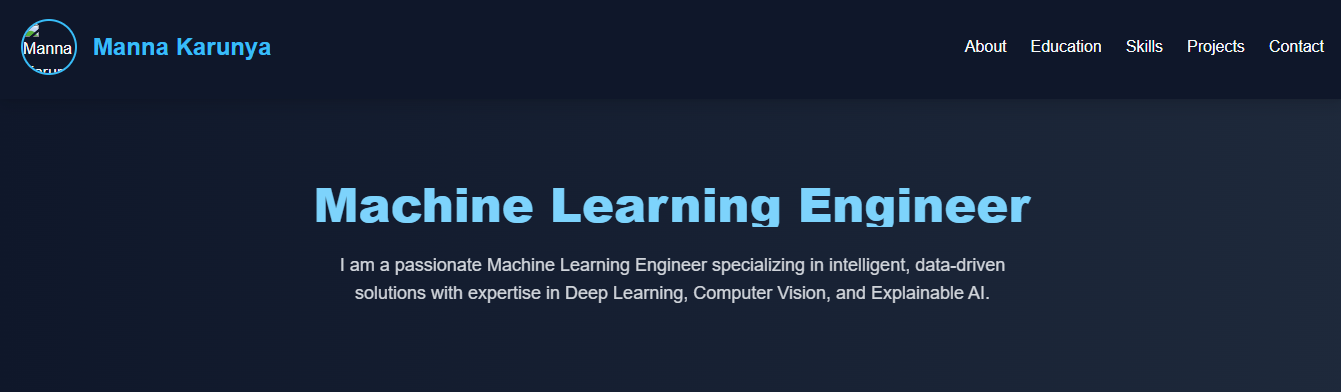 Manna
Manna Karunya
About Education Skills Projects Contact
Machine Learning Engineer
I am a passionate Machine Learning Engineer specializing in intelligent, data-driven
solutions with expertise in Deep Learning, Computer Vision, and Explainable AI.